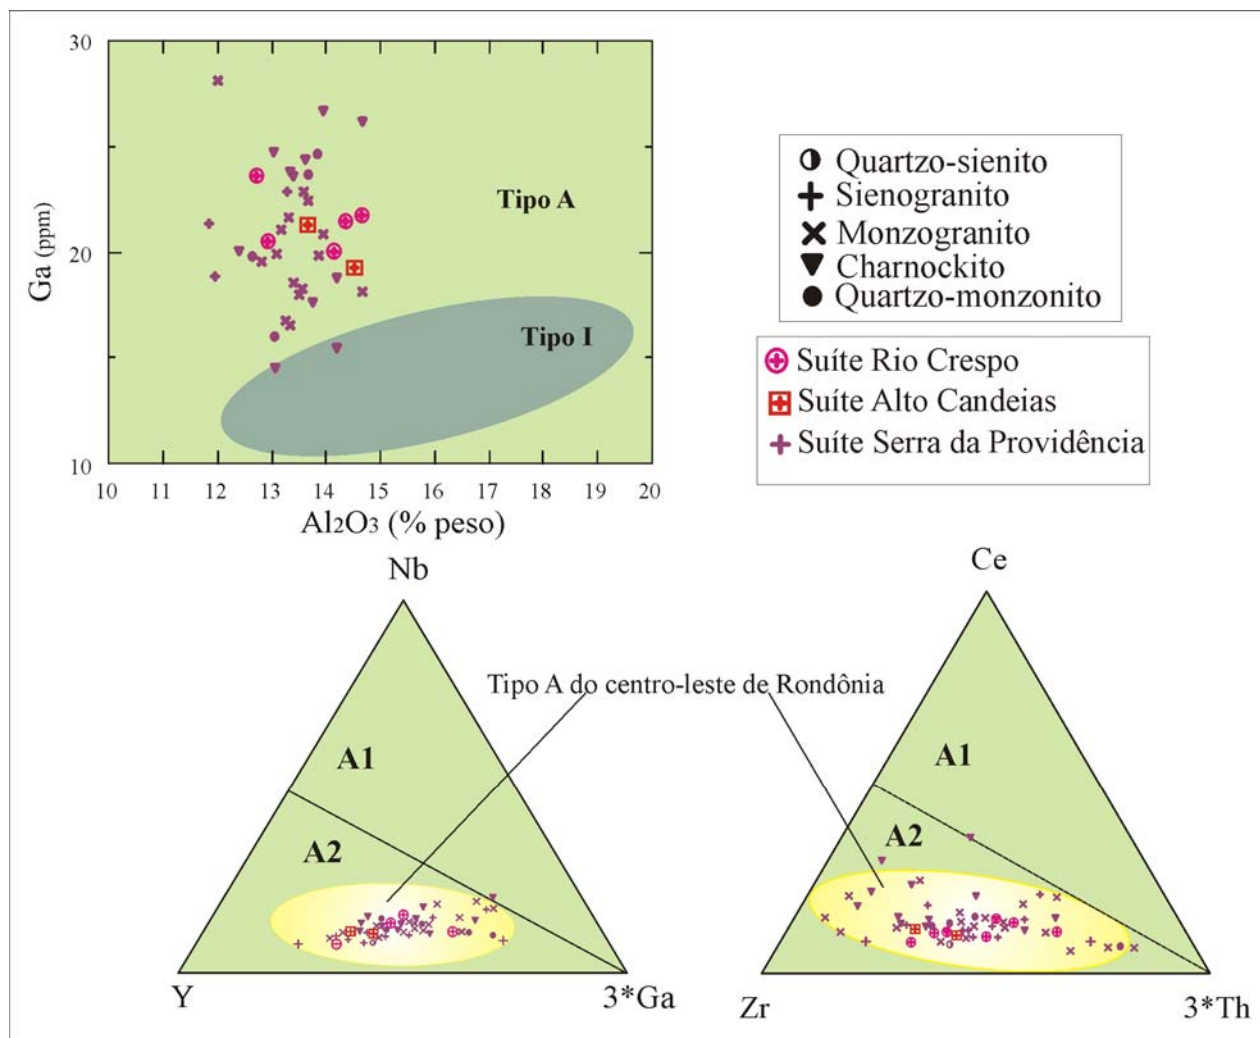 30
20
10
Ga (ppm)
Tipo A
Tipo I
10 11 12 13 14 15 16 17 18 19 20
Al2O3 (% peso)
Quartzo-sienito
Sienogranito
Monzogranito
Charnockito
Quartzo-monzonito
Suíte Rio Crespo
Suíte Alto Candeias
Suíte Serra da Providência
Nb
Ce
Tipo A do centro-leste de Rondônia
A1
A2
A1
A2
Y
3*Ga
Zr
3*Th